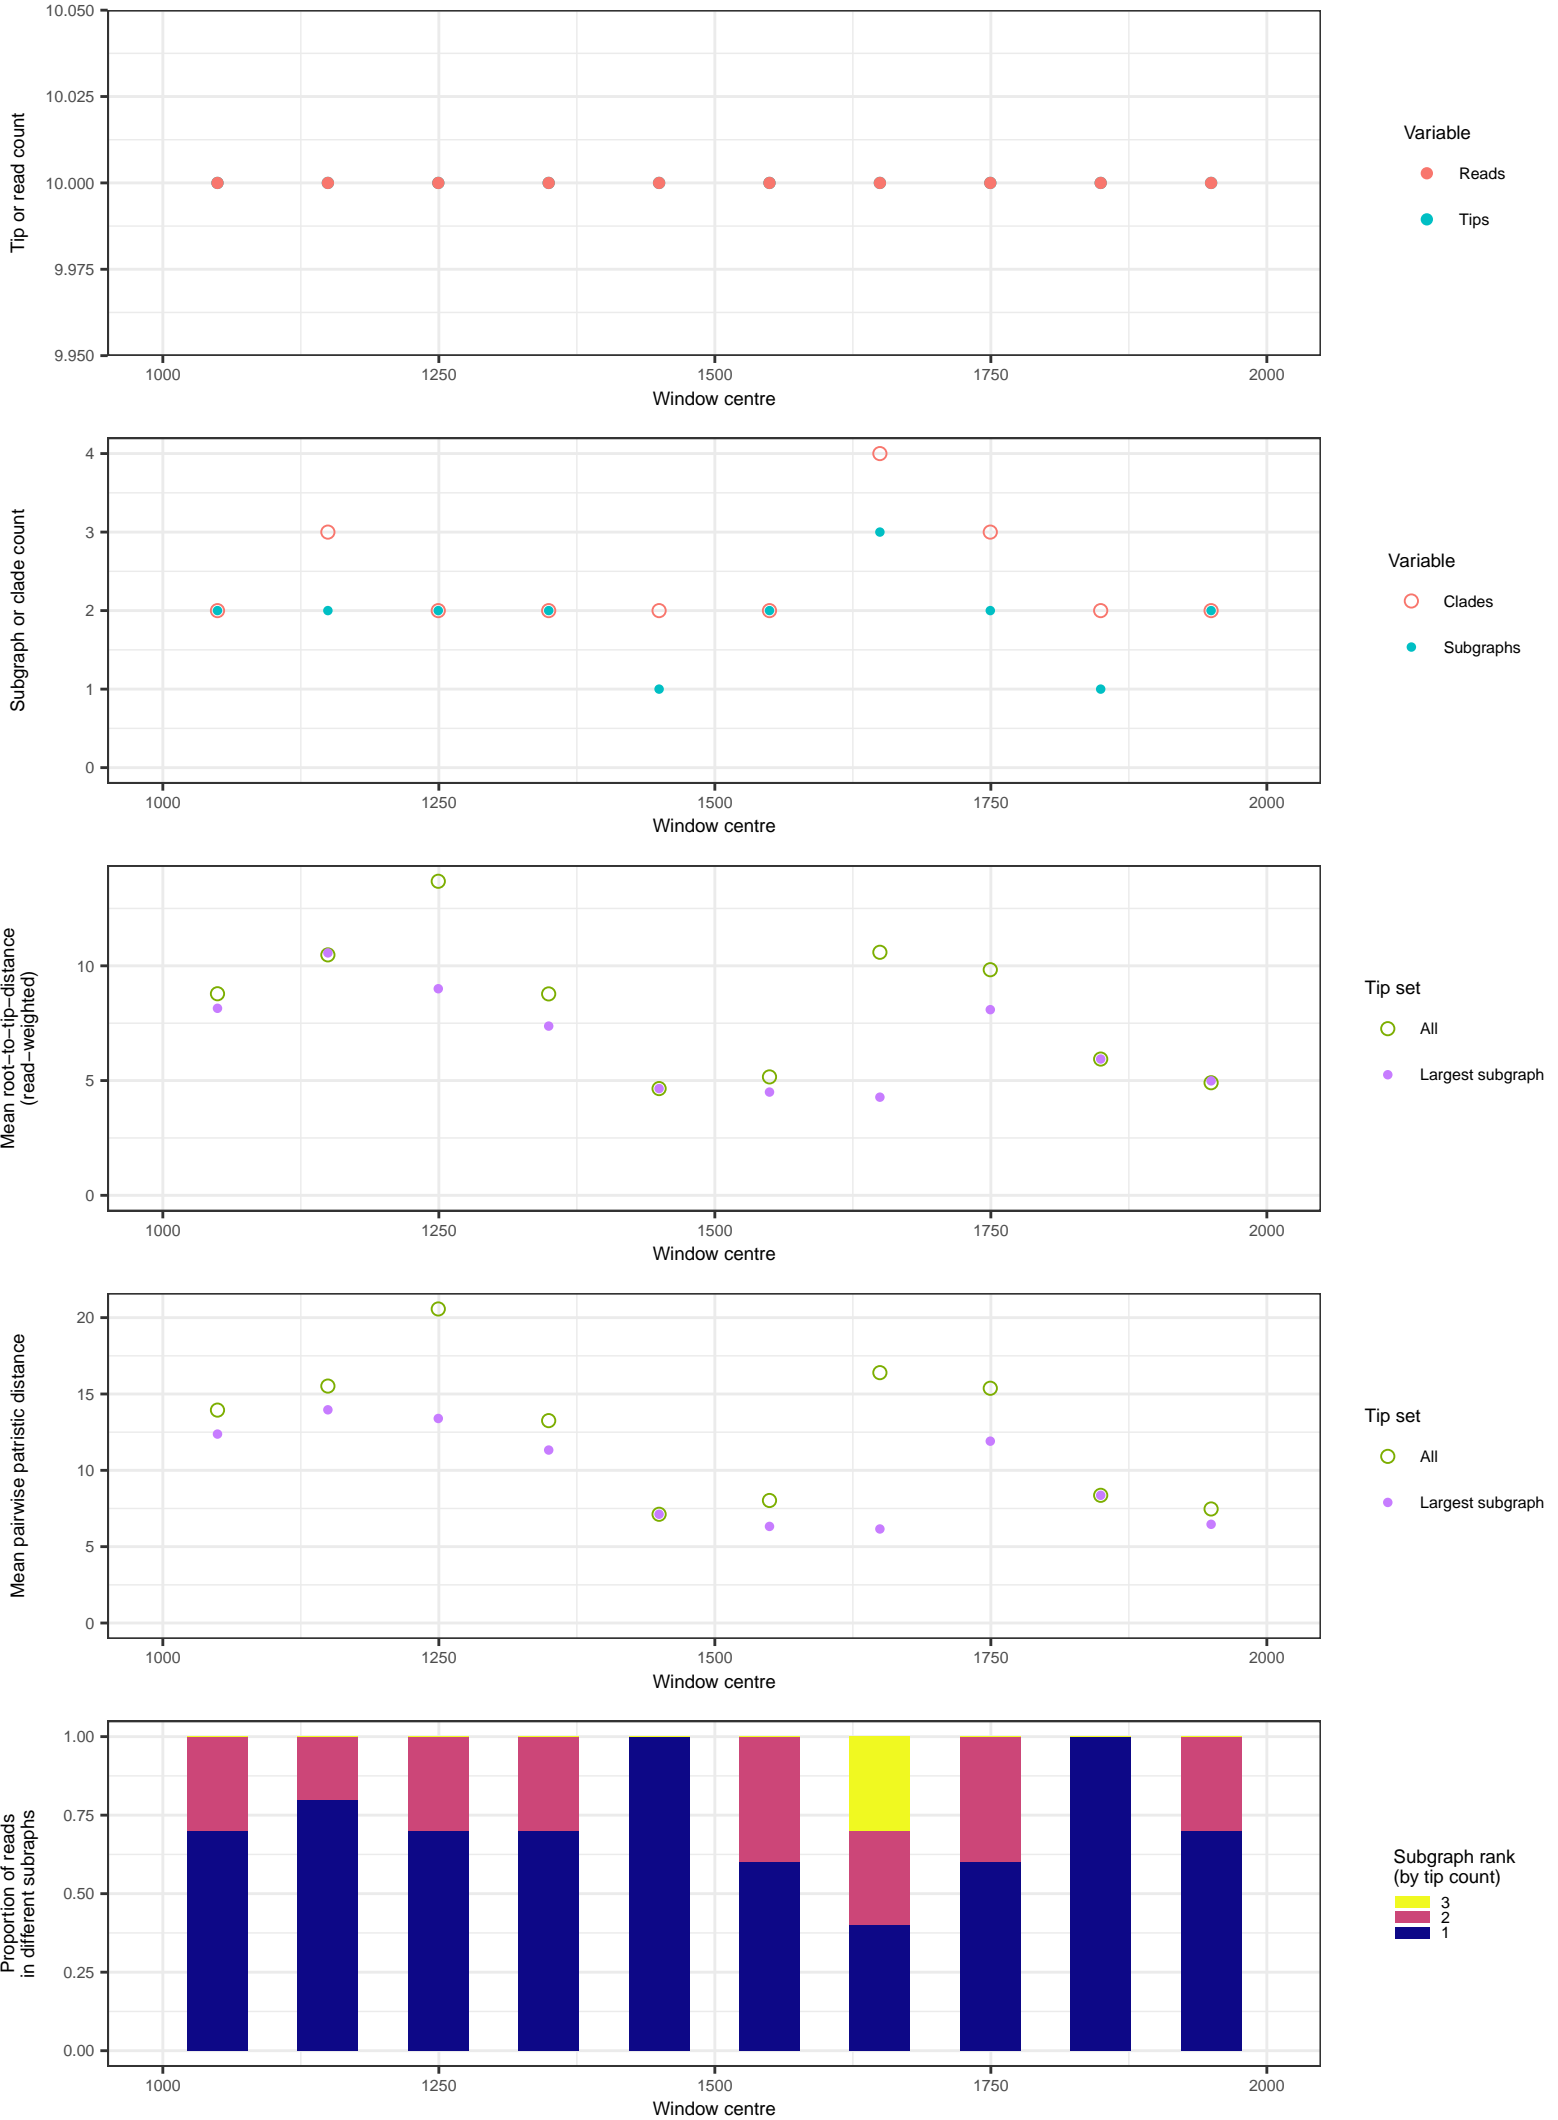 10.050
10.025
10.000
9.975
9.950
Tip or read count
1000 1250 1500 1750 2000
Window centre
Variable
Reads
Tips
4
3
2
1
0
Subgraph or clade count
1000 1250 1500 1750 2000
Window centre
Variable
Clades
Subgraphs
10
5
0
Mean root−to−tip−distance
(read−weighted)
1000 1250 1500 1750 2000
Window centre
Tip set
All
Largest subgraph
20
15
10
5
0
Mean pairwise patristic distance
1000 1250 1500 1750 2000
Window centre
Tip set
All
Largest subgraph
1.00
0.75
0.50
0.25
0.00
Proportion of reads
in different subraphs
1000 1250 1500 1750 2000
Window centre
Subgraph rank
(by tip count)
3
2
1